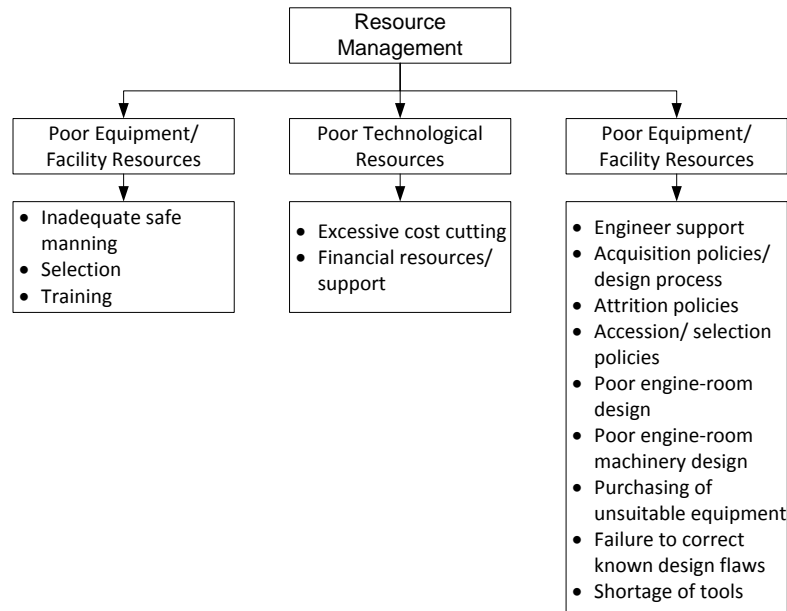 Resource
Management
Poor Equipment/
Facility Resources
Poor Technological
Resources
Poor Equipment/
Facility Resources
• Inadequate safe
manning
• Selection
• Training
• Excessive cost cutting
• Financial resources/
support
• Engineer support
• Acquisition policies/
design process
• Attrition policies
• Accession/ selection
policies
• Poor engine-room
design
• Poor engine-room
machinery design
• Purchasing of
unsuitable equipment
• Failure to correct
known design flaws
• Shortage of tools